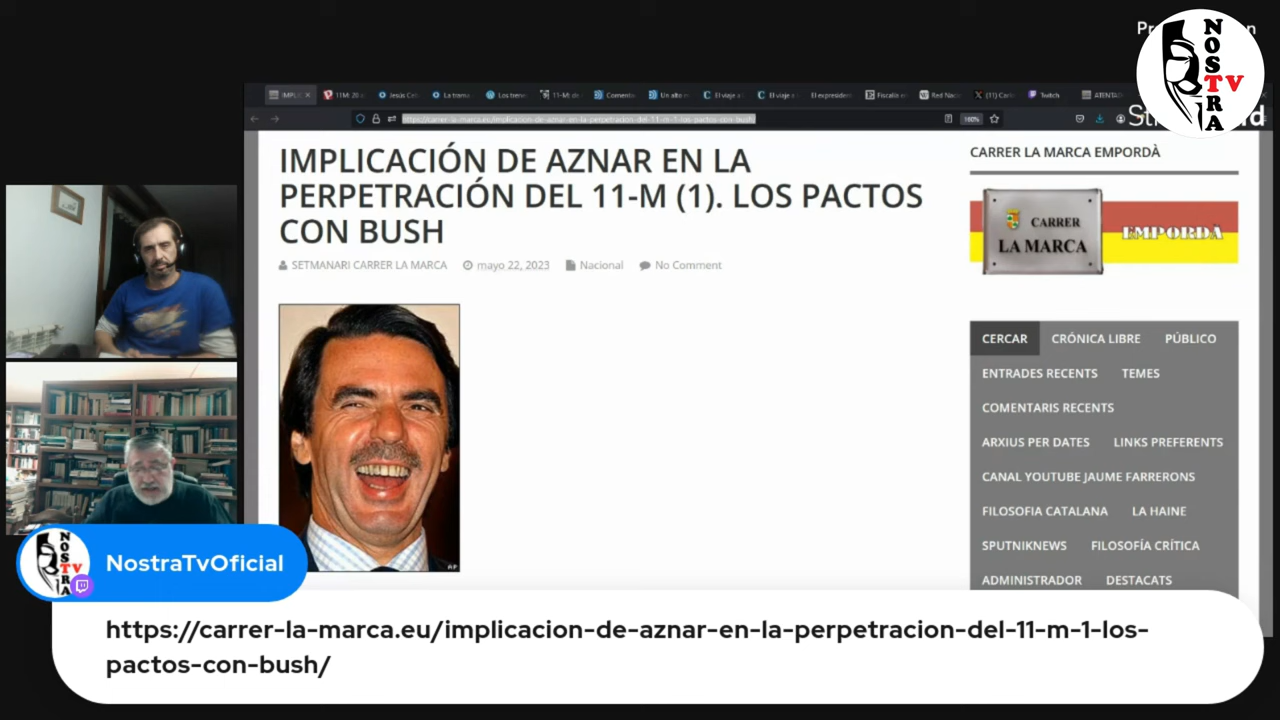 NOSTRA TV
IMPLICACIÓN DE AZNAR EN LA
PERPETRACIÓN DEL 11-M (1). LOS PACTOS
CON BUSH
SETMANARI CARRER LA MARCA mayo 22, 2023 Nacional No Comment
AP
CARRER LA MARCA EMPORDÀ
CARRER
LA MARCA
EMPORDÀ
CERCAR CRÓNICA LIBRE PÚBLICO
ENTRADES RECENTS TEMES
COMENTARIS RECENTS
ARXIUS PER DATES LINKS PREFERENTS
CANAL YOUTUBE JAUME FARRERONS
FILOSOFIA CATALANA LA HAINE
SPUTNIKNEWS FILOSOFÍA CRÍTICA
ADMINISTRADOR DESTACATS
NOSTRA TV
NostraTvOficial
https://carrer-la-marca.eu/implicacion-de-aznar-en-la-perpetracion-del-11-m-1-los-
pactos-con-bush/